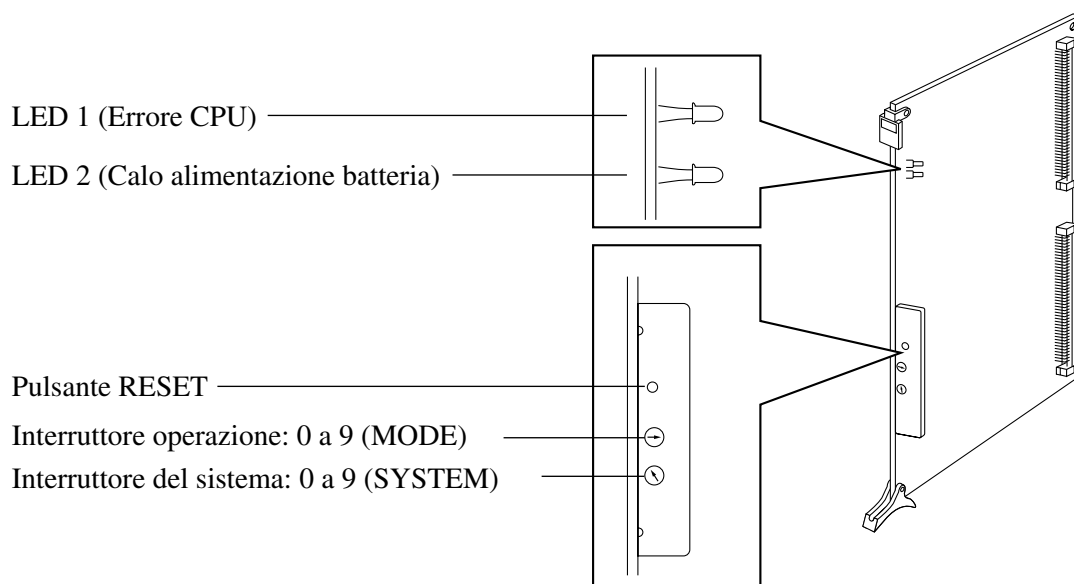 LED 1 (Errore CPU)
LED 2 (Calo alimentazione batteria)
Pulsante RESET
Interruttore operazione: 0 a 9 (MODE)
Interruttore del sistema: 0 a 9 (SYSTEM)